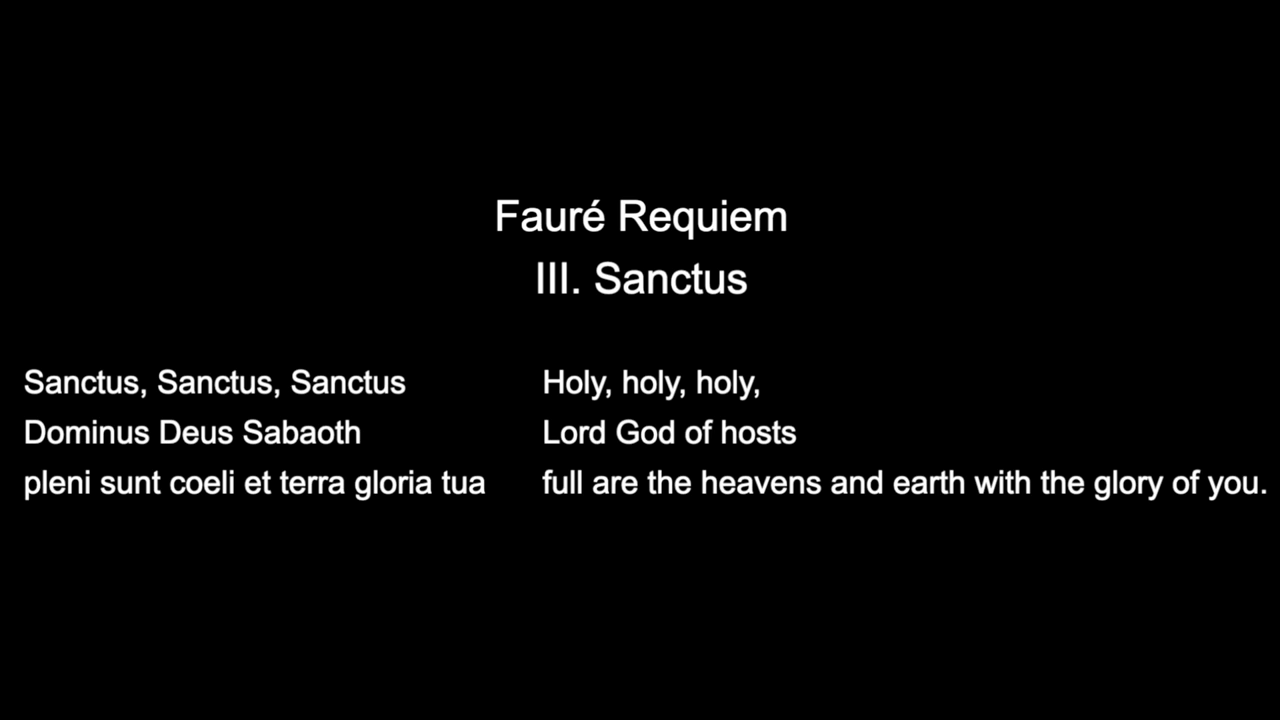 Fauré Requiem
III. Sanctus
Sanctus, Sanctus, Sanctus
Dominus Deus Sabaoth
pleni sunt coeli et terra gloria tua
Holy, holy, holy,
Lord God of hosts
full are the heavens and earth with the glory of you.